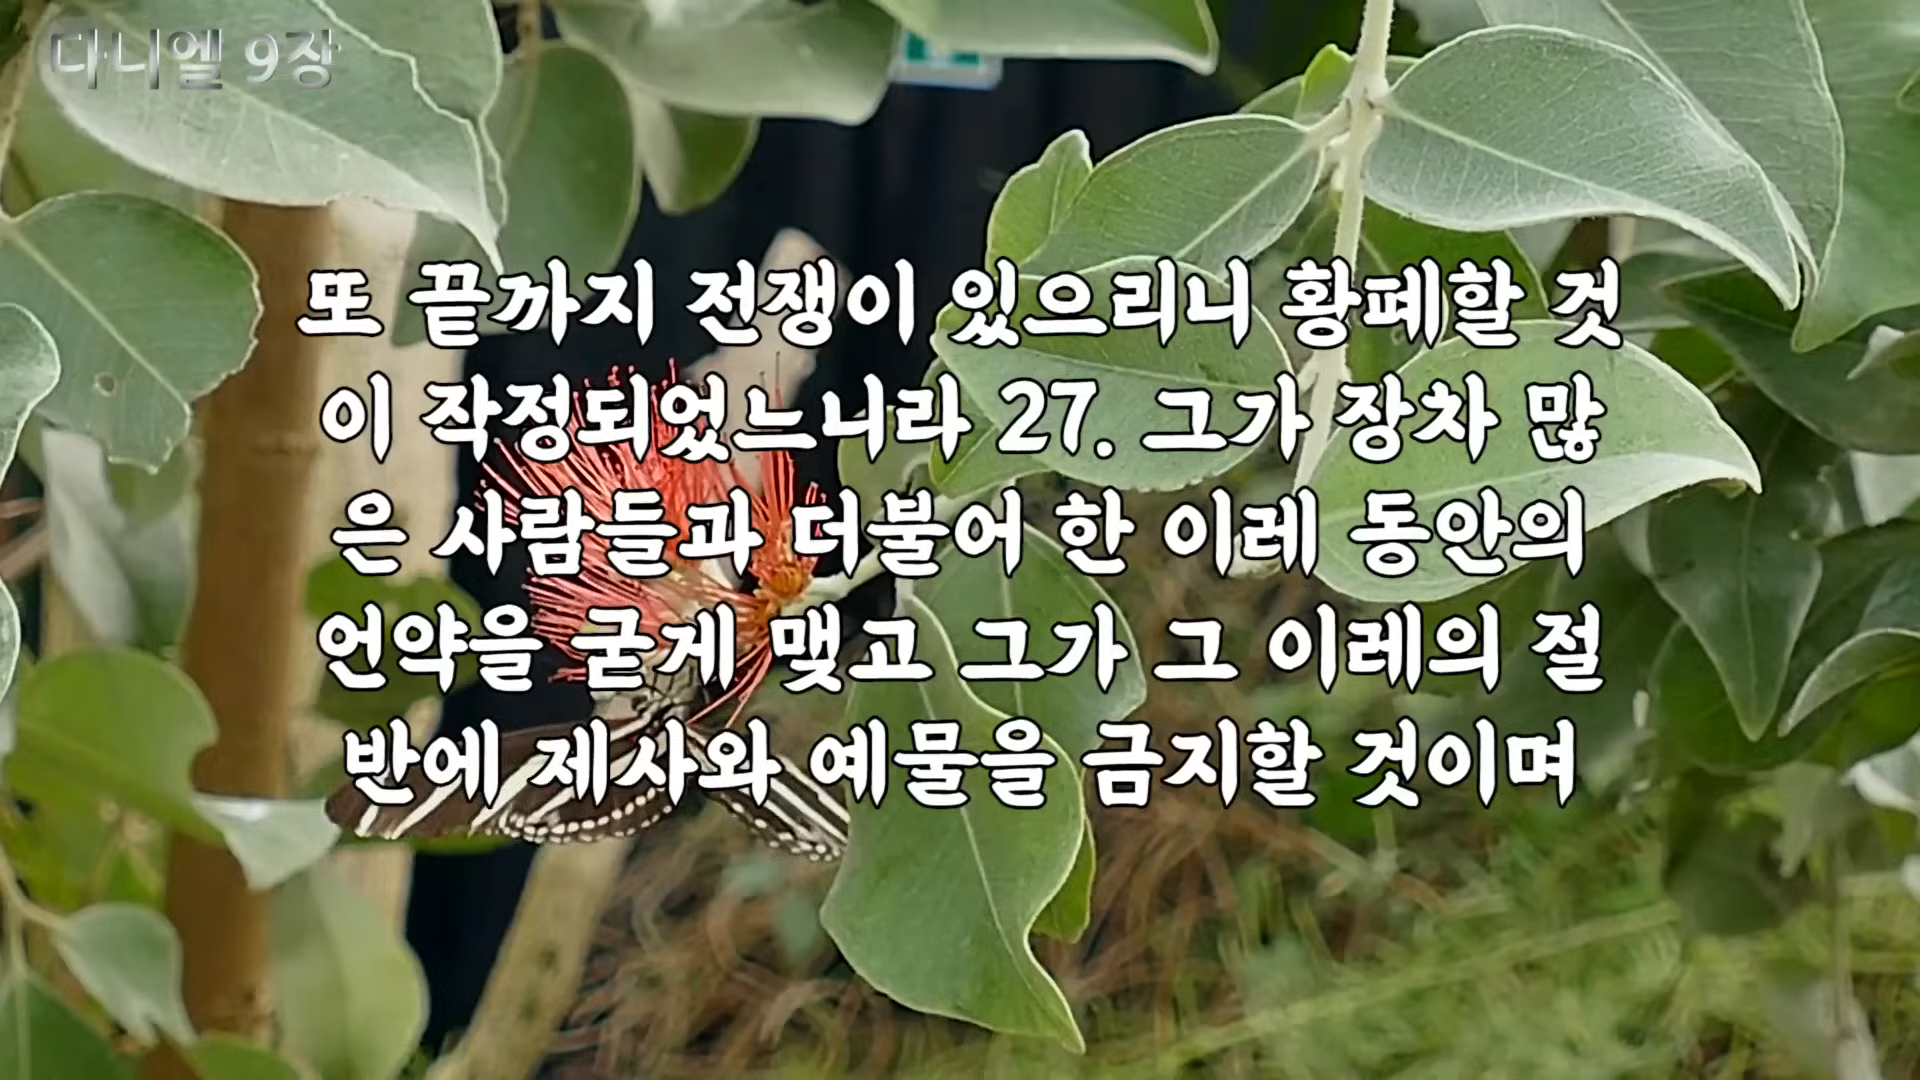 다니엘 9장
또 끝까지 전쟁이 있으리니 황폐할 것
이 작정되었느니라 27. 그가 장차 많
은 사람들과 더불어 한 이레 동안의
언약을 굳게 맺고 그가 그 이레의 절
반에 제사와 예물을 금지할 것이며